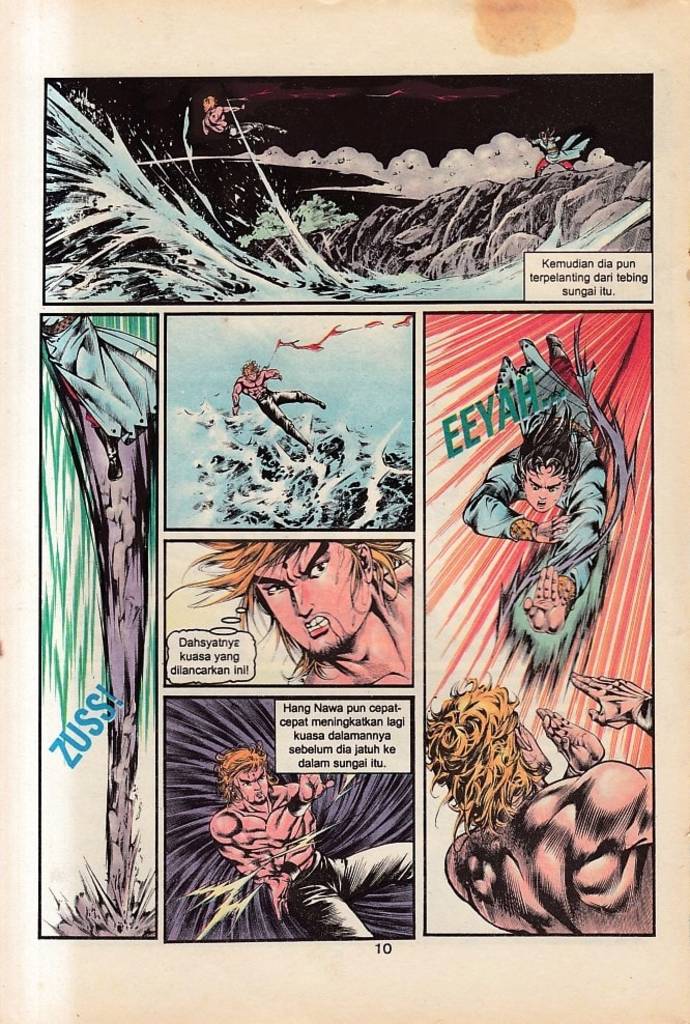 Kemudian dia pun
terpelanting dari tebing
sungai itu.
ZUSS!
Dahsyatnya
kuasa yang
dilancarkan ini!
Hang Nawa pun cepat-
cepat meningkatkan lagi
kuasa dalamannya
sebelum dia jatuh ke
dalam sungai itu.
EEYAH...
10